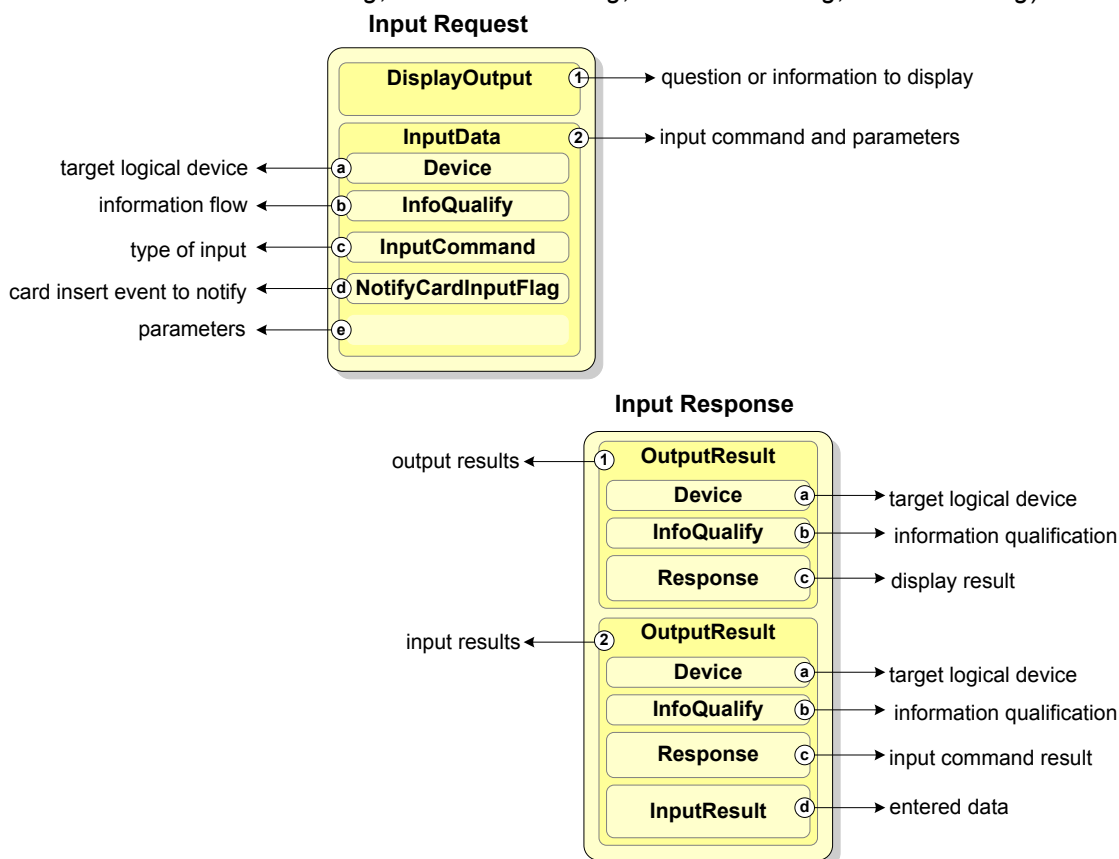 Input Request
DisplayOutput
1
question or information to display
InputData
2
input command and parameters
target logical device
a
Device
information flow
b
InfoQualify
type of input
c
InputCommand
card insert event to notify
d
NotifyCardInputFlag
parameters
e
Input Response
output results
1
OutputResult
Device
a
target logical device
InfoQualify
b
information qualification
Response
c
display result
input results
2
OutputResult
Device
a
target logical device
InfoQualify
b
information qualification
Response
c
input command result
InputResult
d
entered data